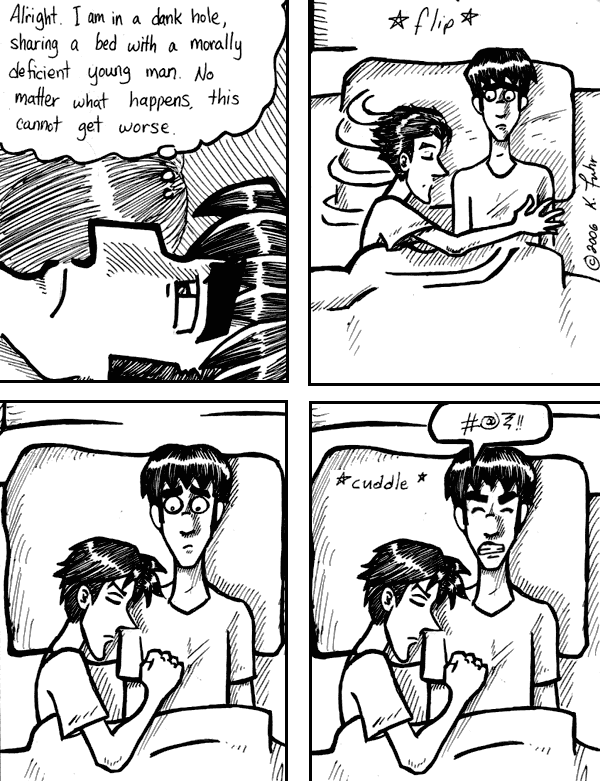 Alright. I am in a dank hole,
sharing a bed with a morally
deficient young man. No
matter what happens, this
cannot get worse.
*flip*
©2006 K. Fuhr
#@?!!
*cuddle*